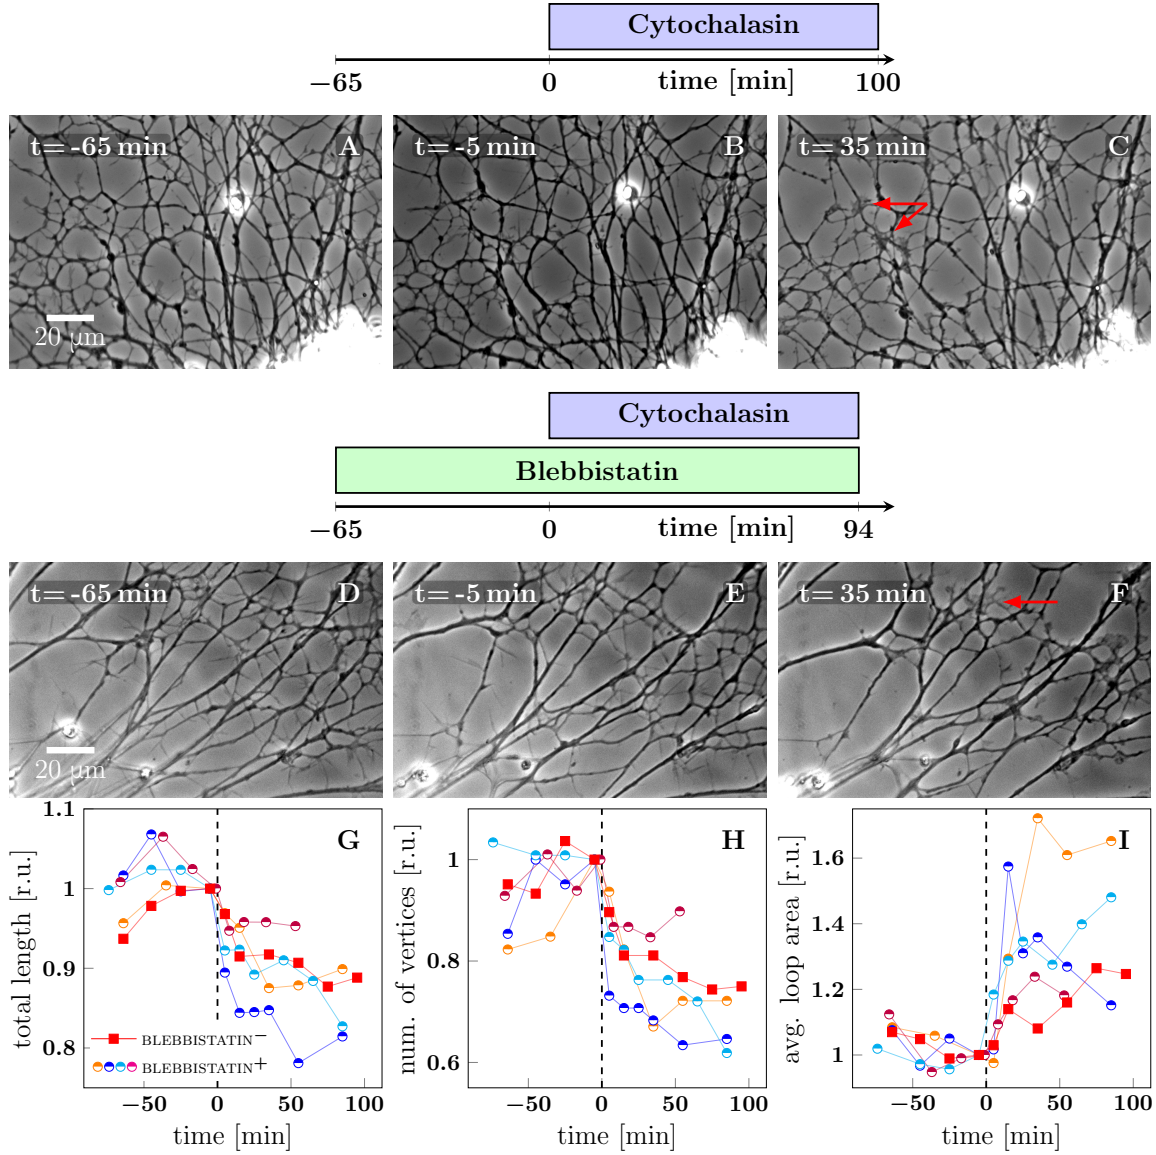 Cytochalasin
−65 0 time [min] 100
t= -65 min A
t= -5 min B
t= 35 min C
20 µm
Cytochalasin
Blebbistatin
−65 0 time [min] 94
t= -65 min D
t= -5 min E
t= 35 min F
20 µm
G
total length [r.u.]
1.1
1
0.9
0.8
BLEBBISTATIN−
BLEBBISTATIN+
−50 0 50 100
time [min]
H
num. of vertices [r.u.]
1
0.8
0.6
−50 0 50 100
time [min]
I
avg. loop area [r.u.]
1.6
1.4
1.2
1
−50 0 50 100
time [min]